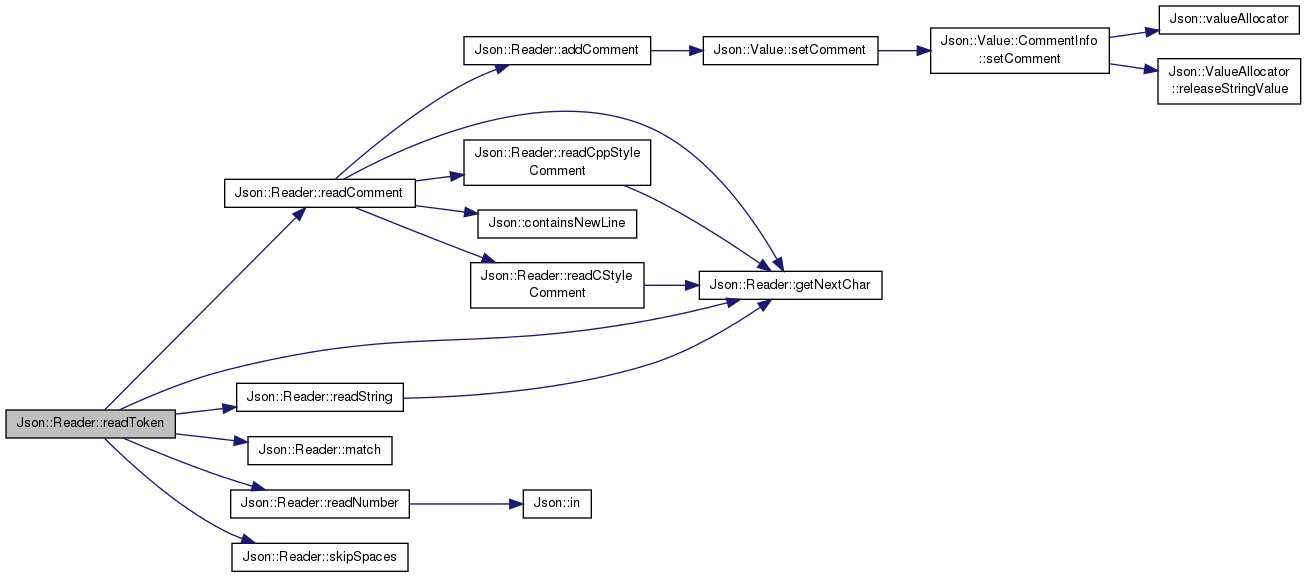 Json::valueAllocator
Json::Reader::addComment
Json::Value::setComment
Json::Value::CommentInfo
::setComment
Json::ValueAllocator
::releaseStringValue
Json::Reader::readCppStyle
Comment
Json::Reader::readComment
Json::containsNewLine
Json::Reader::readCStyle
Comment
Json::Reader::getNextChar
Json::Reader::readString
Json::Reader::readToken
Json::Reader::match
Json::Reader::readNumber
Json::in
Json::Reader::skipSpaces